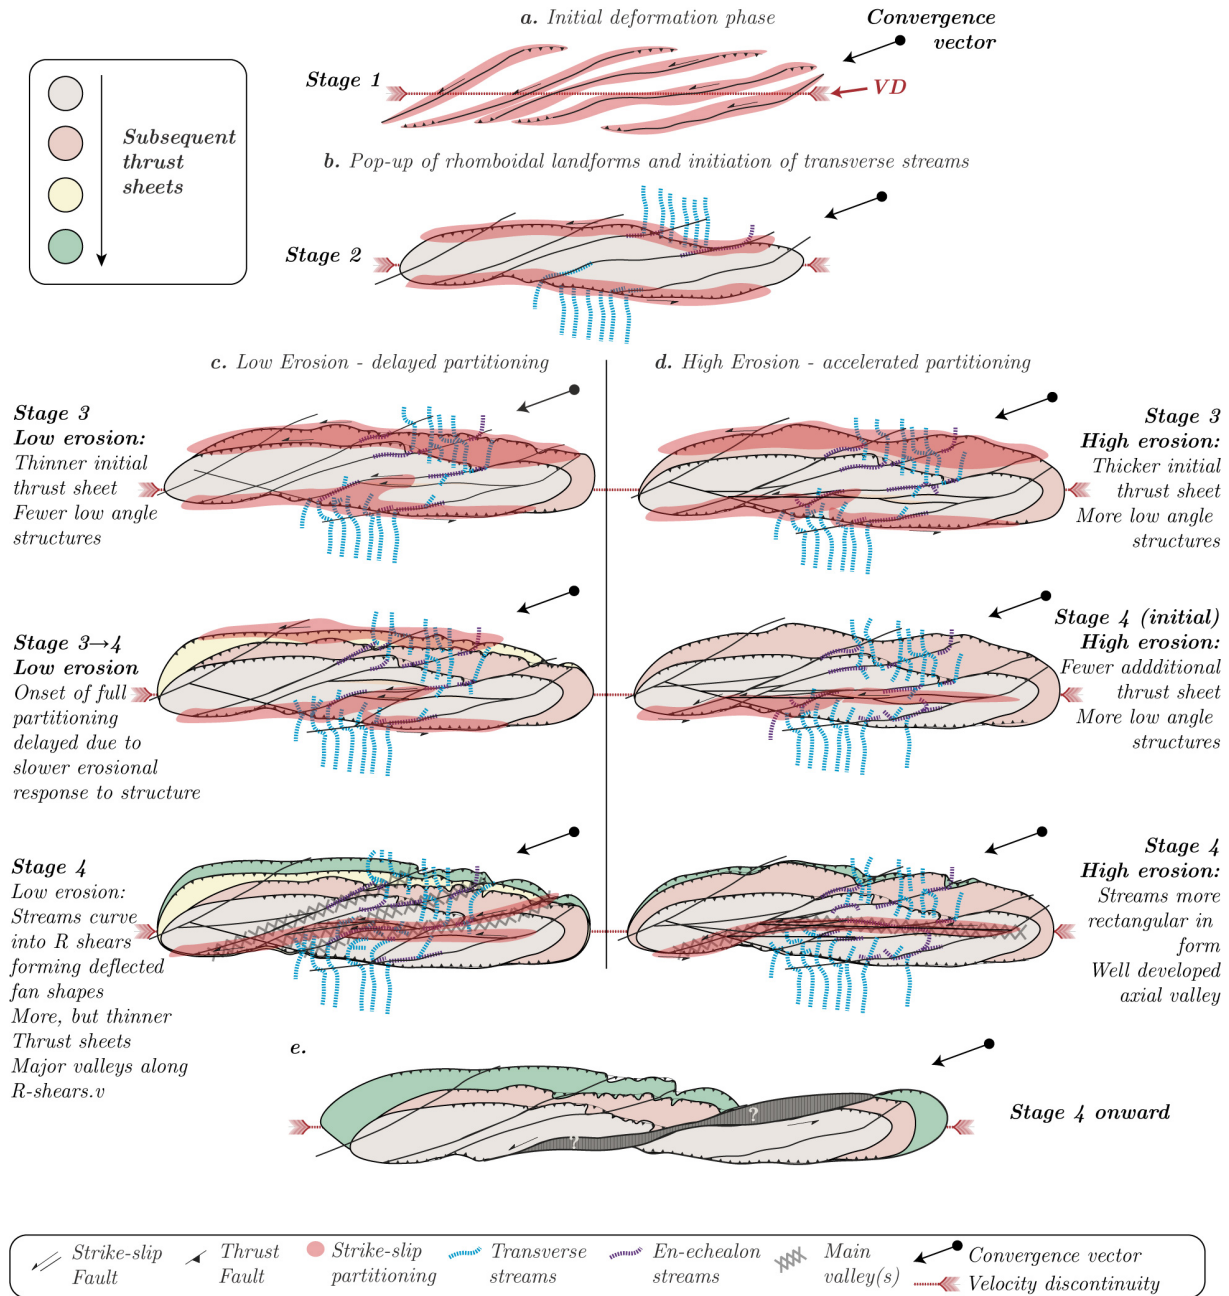 a. Initial deformation phase
Convergence
vector
Stage 1
VD
Subsequent
thrust
sheets
b. Pop-up of rhomboidal landforms and initiation of transverse streams
Stage 2
c. Low Erosion - delayed partitioning
d. High Erosion - accelerated partitioning
Stage 3
Low erosion:
Thinner initial
thrust sheet
Fewer low angle
structures
Stage 3
High erosion:
Thicker initial
thrust sheet
More low angle
structures
Stage 3→4
Low erosion
Onset of full
partitioning
delayed due to
slower erosional
response to structure
Stage 4 (initial)
High erosion:
Fewer addditional
thrust sheet
More low angle
structures
Stage 4
Low erosion:
Streams curve
into R shears
forming deflected
fan shapes
More, but thinner
Thrust sheets
Major valleys along
R-shears.v
Stage 4
High erosion:
Streams more
rectangular in
form
Well developed
axial valley
e.
?
?
Stage 4 onward
Strike-slip
Fault
Thrust
Fault
Strike-slip
partitioning
Transverse
streams
En-echealon
streams
Main
valley(s)
Convergence vector
Velocity discontinuity